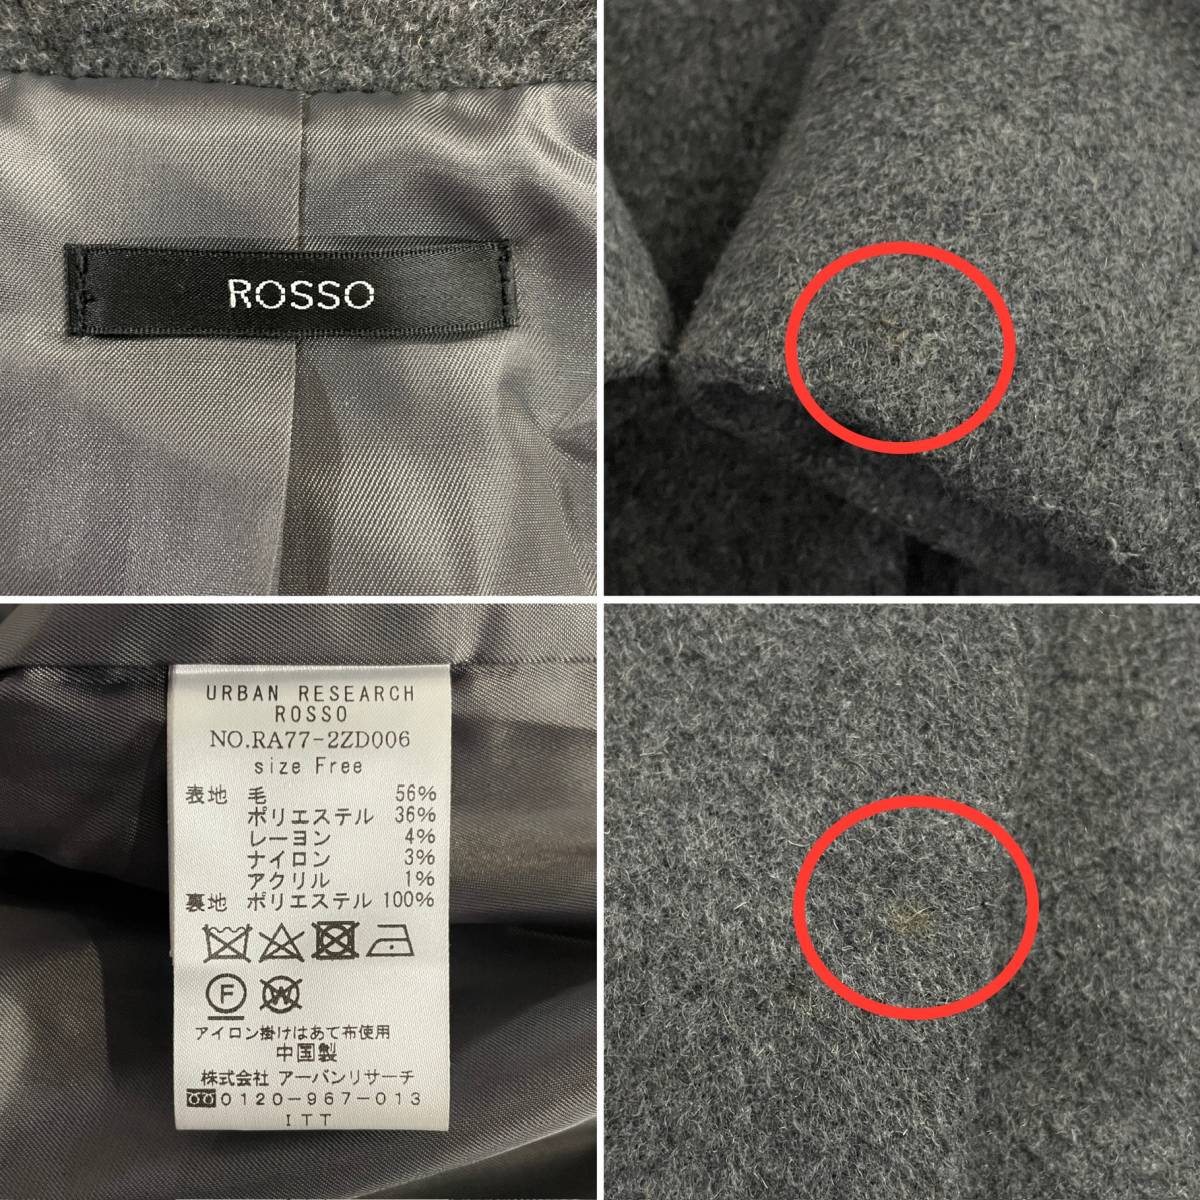 ROSSO
URBAN RESEARCH
ROSSO
NO.RA77-2ZD006
size Free
表地 毛 56%
ポリエステル 36%
レーヨン 4%
ナイロン 3%
アクリル 1%
裏地 ポリエステル 100%
F W
アイロン掛けはあて布使用
中国製
株式会社 アーバンリサーチ
0120-967-013
ITT